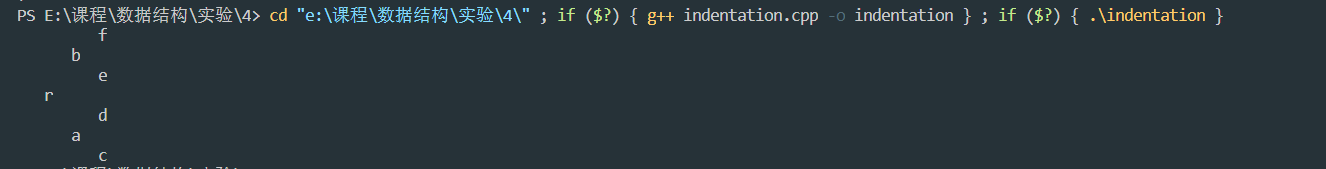 PS E:\课程\数据结构\实验\4> cd "e:\课程\数据结构\实验\4\" ; if ($?) { g++ indentation.cpp -o indentation } ; if ($?) { .\indentation }
f
b
e
r
d
a
c